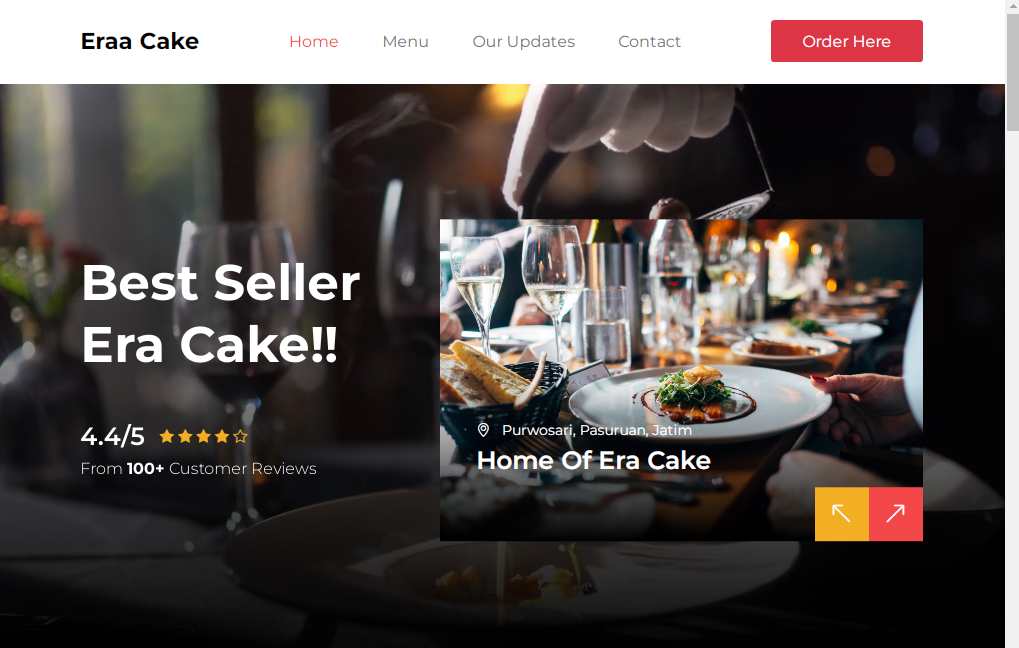 Eraa Cake
Home
Menu
Our Updates
Contact
Order Here
Best Seller
Era Cake!!
4.4/5
From 100+ Customer Reviews
Purwosari, Pasuruan, Jatim
Home Of Era Cake